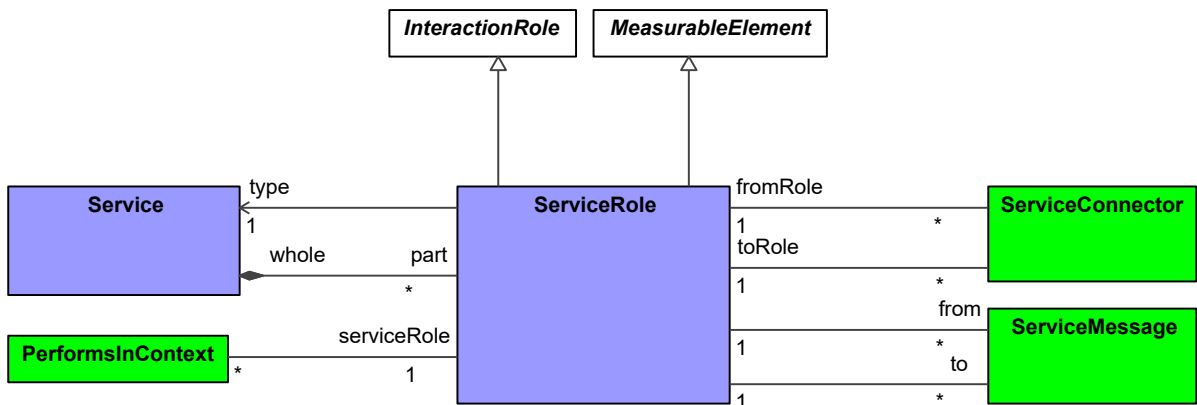 InteractionRole
MeasurableElement
type
fromRole
Service
ServiceRole
ServiceConnector
1
1
*
whole
part
toRole
*
1
*
from
ServiceMessage
serviceRole
PerformsInContext
*
1
1
*
to
1
*